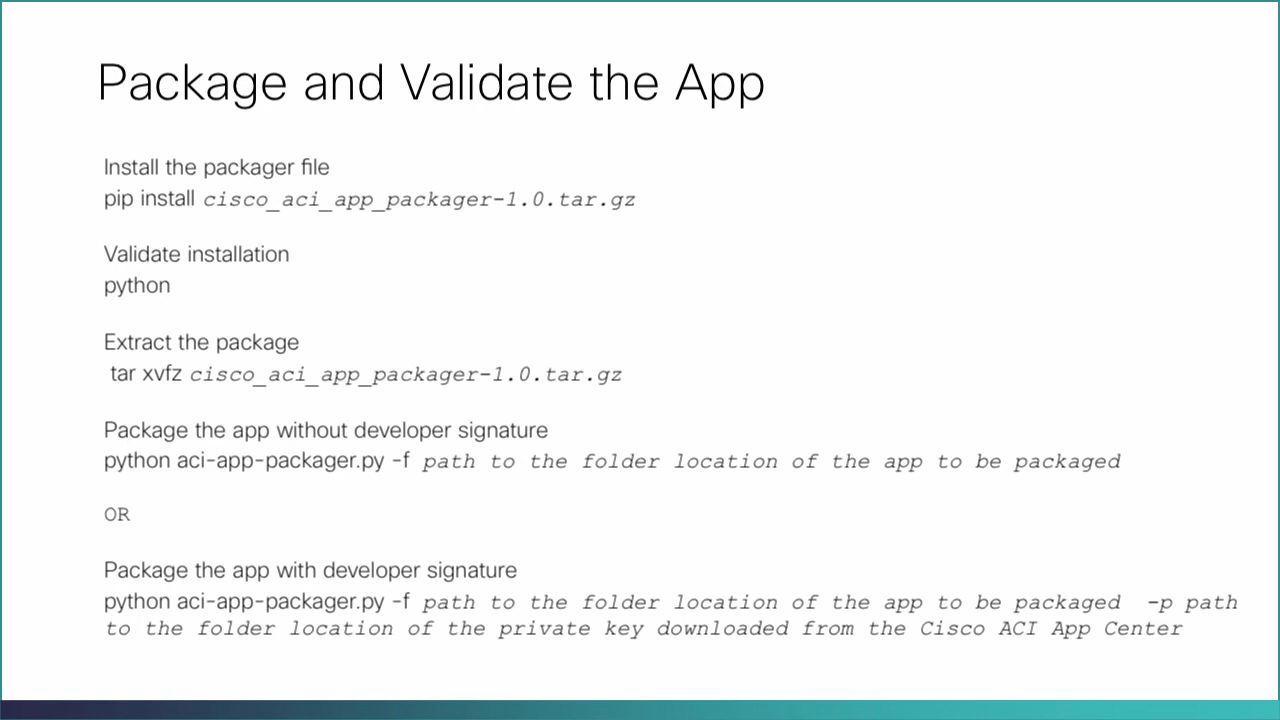 Package and Validate the App
Install the packager file
pip install cisco_aci_app_packager-1.0.tar.gz
Validate installation
python
Extract the package
tar xvfz cisco_aci_app_packager-1.0.tar.gz
Package the app without developer signature
python aci-app-packager.py -f path to the folder location of the app to be packaged
OR
Package the app with developer signature
python aci-app-packager.py -f path to the folder location of the app to be packaged -p path
to the folder location of the private key downloaded from the Cisco ACI App Center